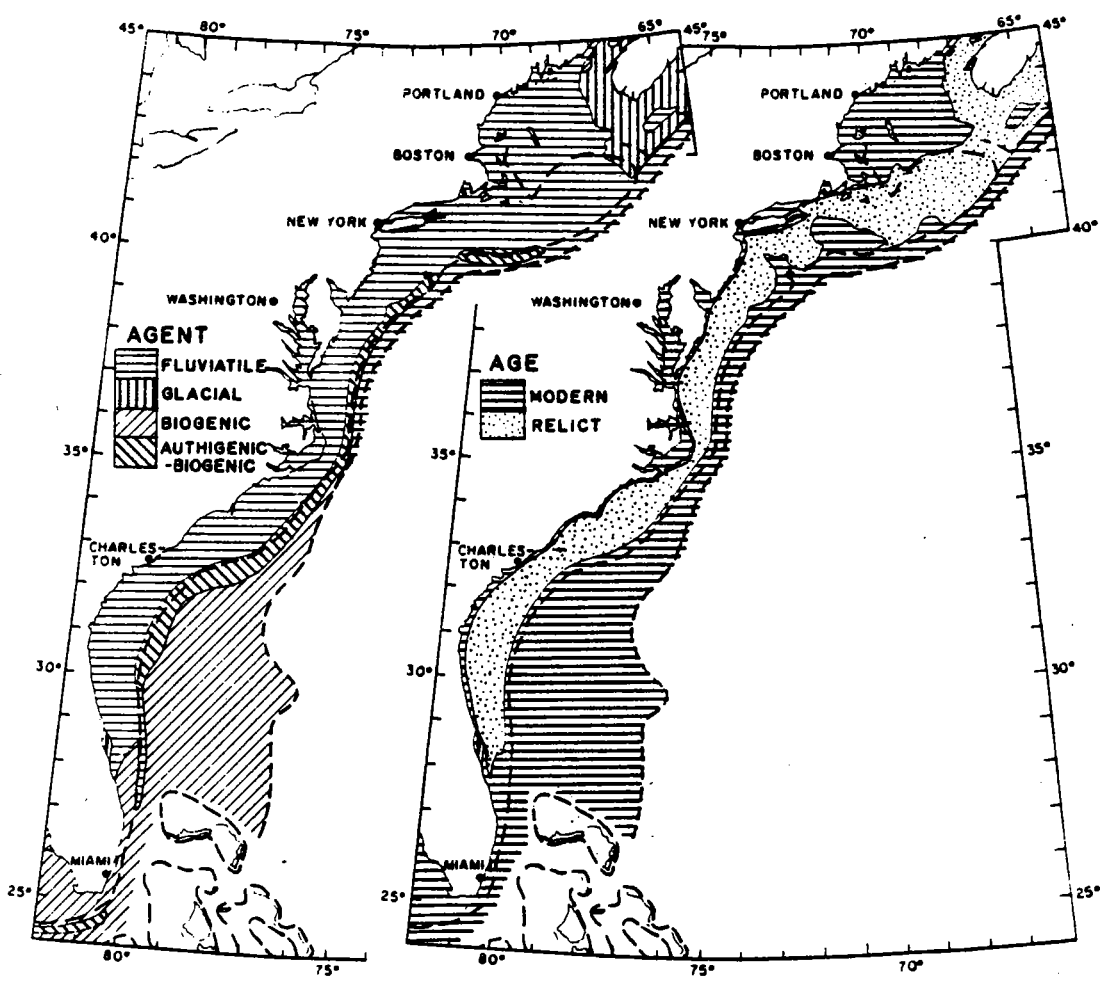 45° 80° 75° 70° 65° 45° 75° 70° 65° 45°
PORTLAND PORTLAND
BOSTON BOSTON
NEW YORK NEW YORK
40° 40°
WASHINGTON WASHINGTON
AGENT
FLUVIATILE
GLACIAL
BIOGENIC
AUTHIGENIC
-BIOGENIC
AGE
MODERN
RELICT
35° 35° 35°
CHARLES-
TON
CHARLES-
TON
30° 30° 30°
MIAMI MIAMI
25° 25° 25°
80° 75° 80° 75° 70°